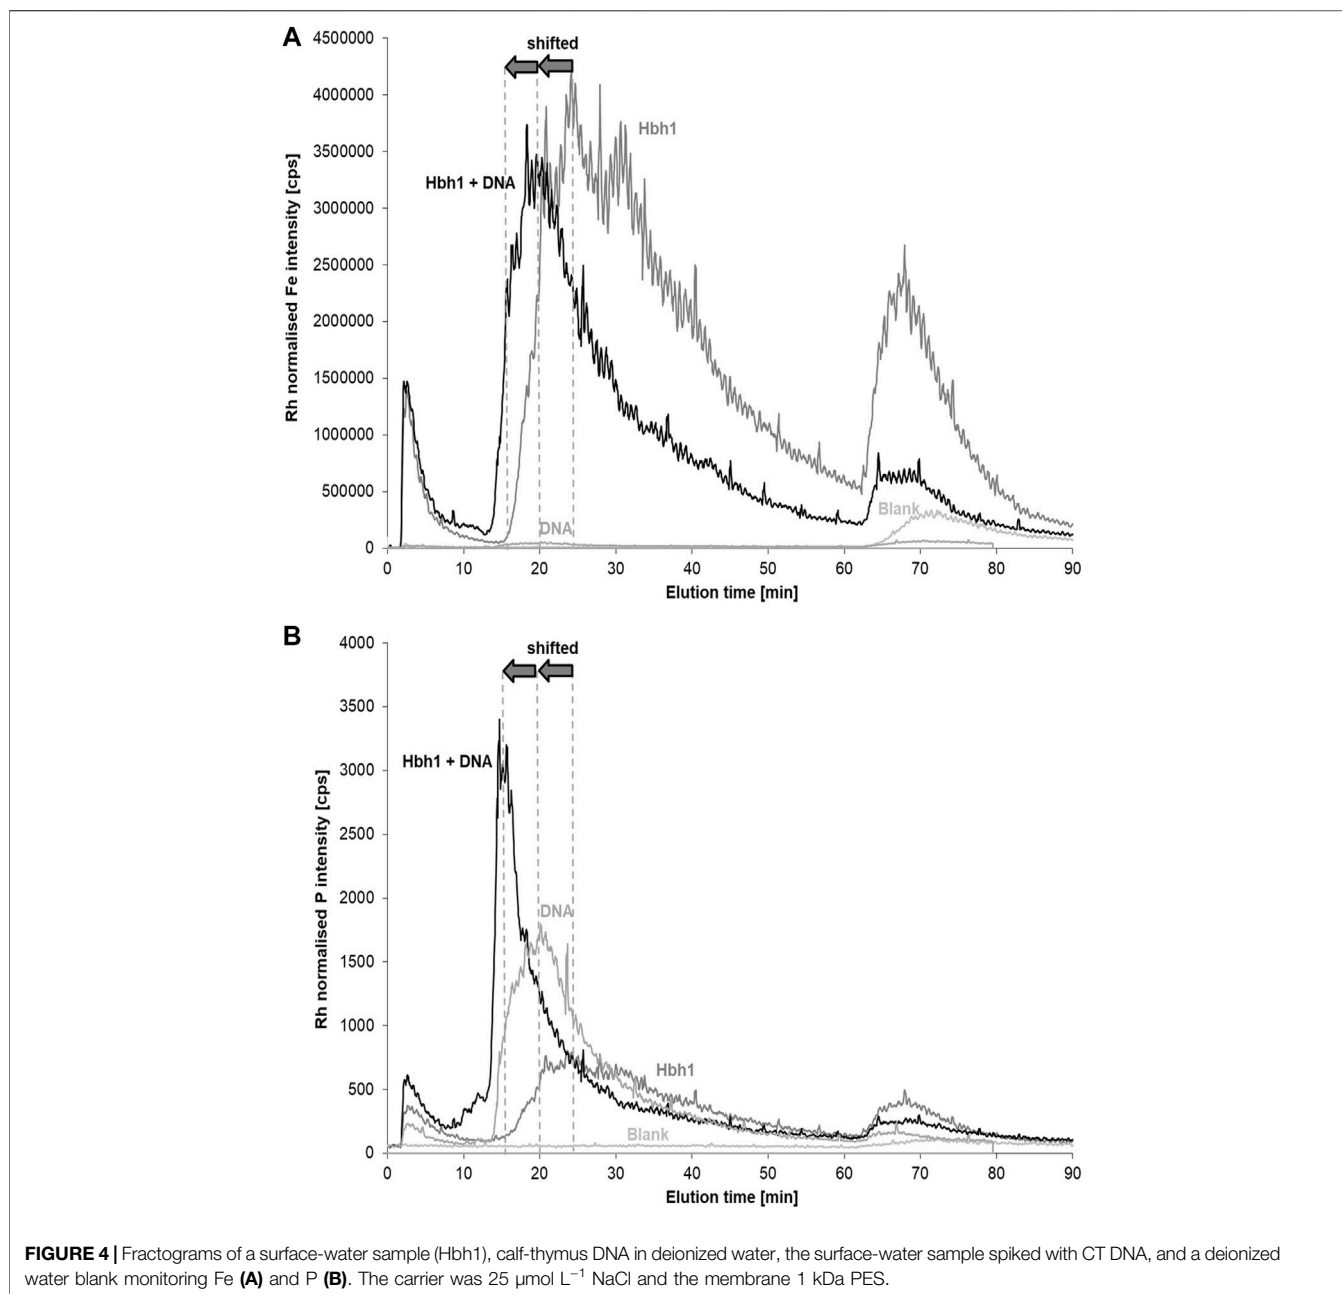 A
shifted
4500000
4000000
3500000
3000000
2500000
2000000
1500000
1000000
500000
0
Rh normalised Fe intensity [cps]
Hbh1
Hbh1 + DNA
DNA
Blank
0 10 20 30 40 50 60 70 80 90
Elution time [min]
B
shifted
4000
3500
3000
2500
2000
1500
1000
500
0
Rh normalised P intensity [cps]
Hbh1 + DNA
DNA
Hbh1
Blank
0 10 20 30 40 50 60 70 80 90
Elution time [min]
FIGURE 4 | Fractograms of a surface-water sample (Hbh1), calf-thymus DNA in deionized water, the surface-water sample spiked with CT DNA, and a deionized
water blank monitoring Fe (A) and P (B). The carrier was 25 μmol L⁻¹ NaCl and the membrane 1 kDa PES.